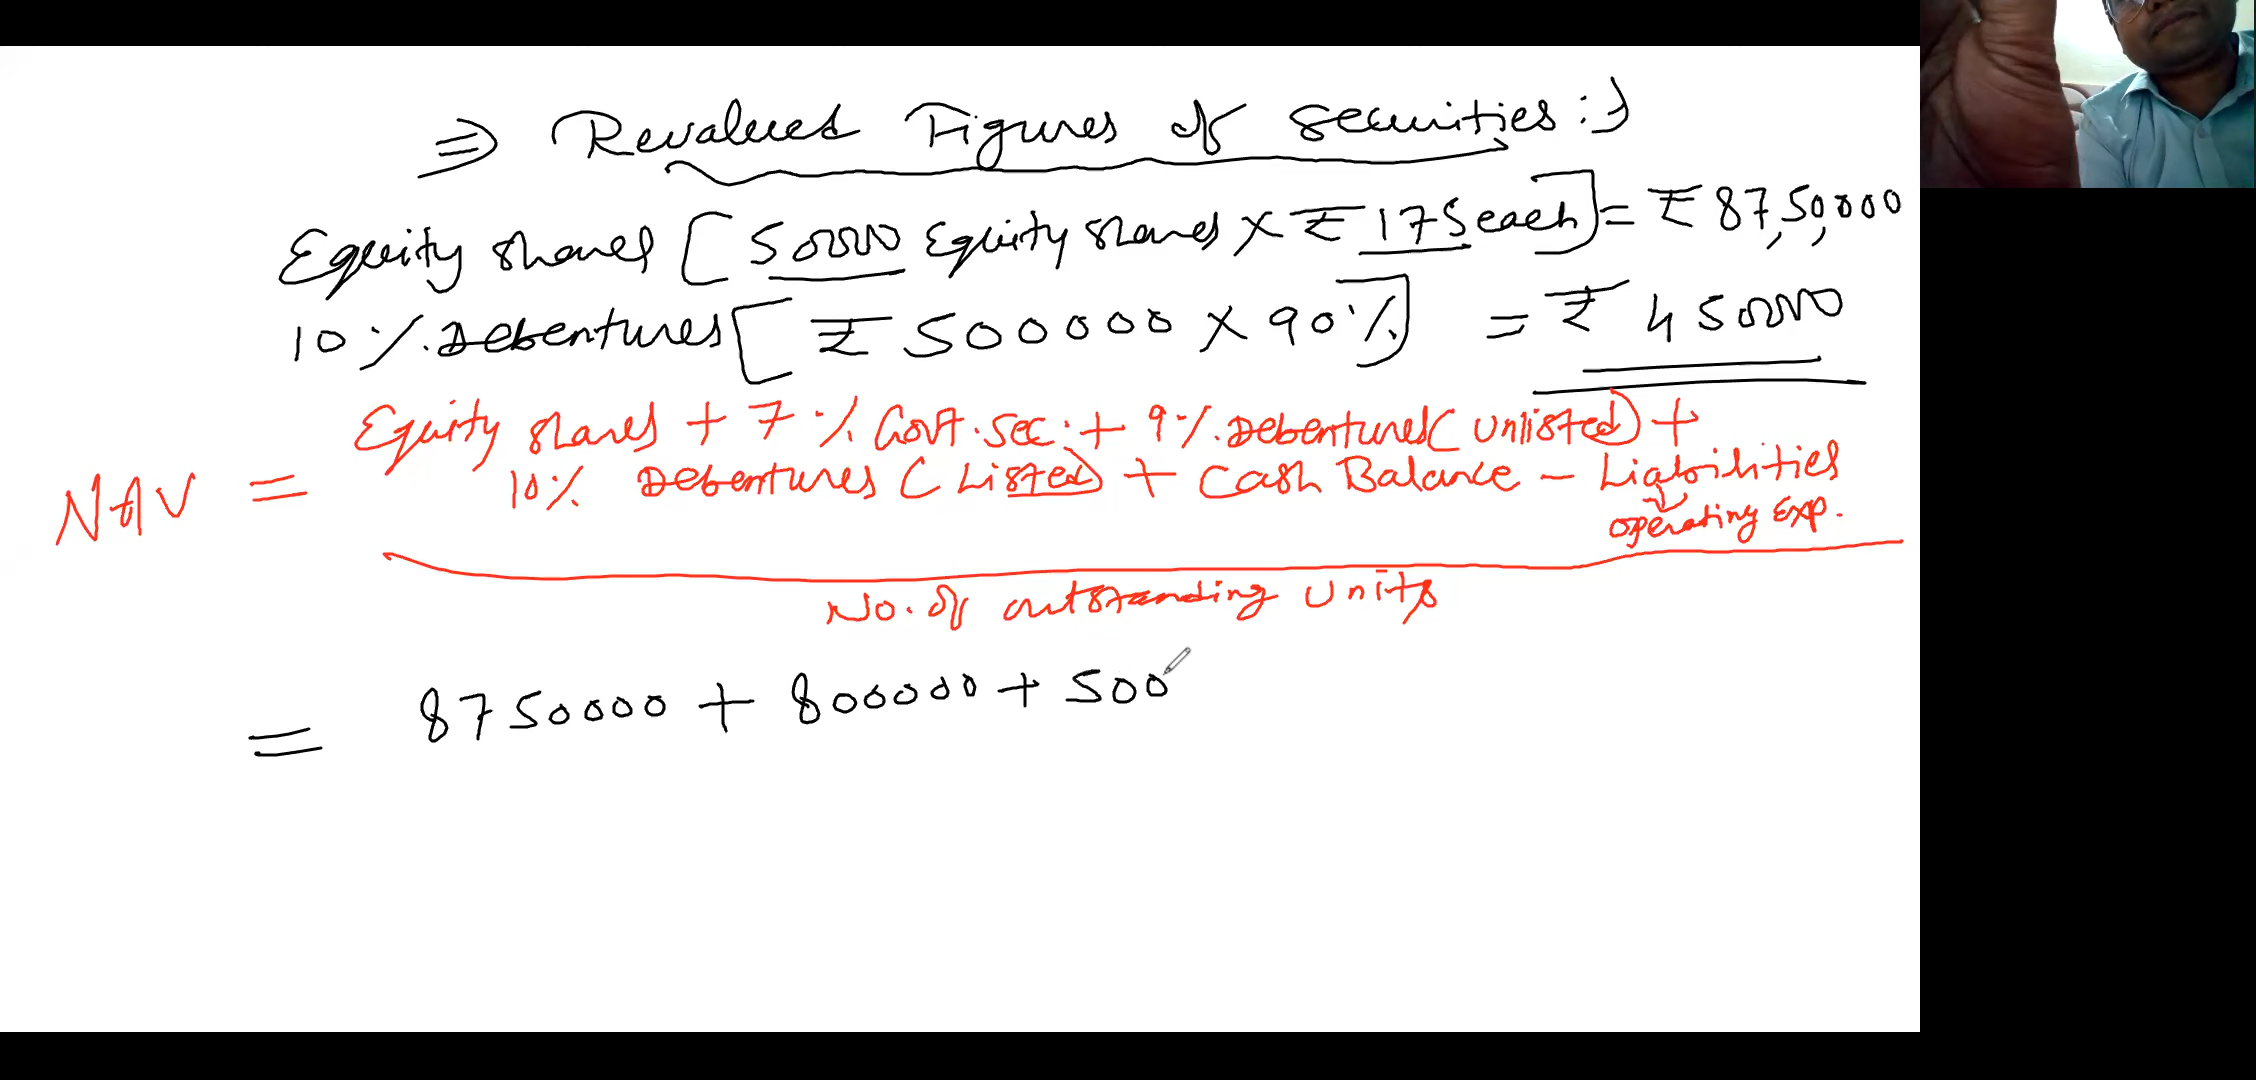 ⇒ Revalued Figures of Securities :⇒
Equity shares [50000 Equity shares × ₹ 175 each] = ₹ 87,50,000
10 % Debentures [₹ 500000 × 90%] = ₹ 450000
Equity shares + 7 % Govt. Sec. + 9 % Debentures (Unlisted) +
NAV = 10% Debentures (Listed) + Cash Balance - Liabilities
operating Exp.
No. of outstanding Units
= 8750000 + 800000 + 500